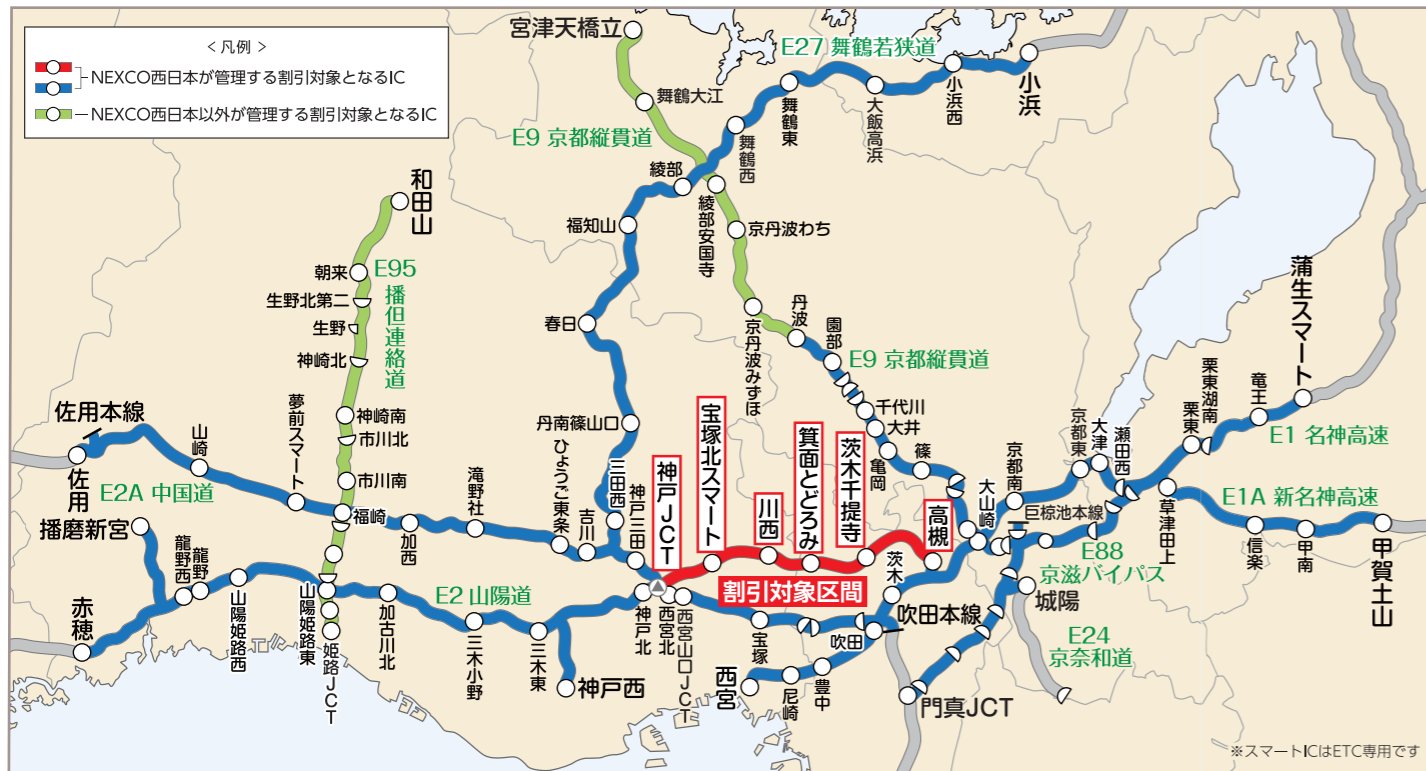 <凡例>
NEXCO西日本が管理する割引対象となるIC
NEXCO西日本以外が管理する割引対象となるIC
宮津天橋立
舞鶴大江
E9 京都縦貫道
E27 舞鶴若狭道
小浜
小浜西
大飯高浜
舞鶴東
舞鶴西
綾部
綾部安国寺
福知山
京丹波わち
京丹波みずほ
丹波
園部
E9 京都縦貫道
千代川
大井
亀岡
篠
和田山
朝来
E95
播但連絡道
生野北第二
生野
神崎北
神崎南
市川北
市川南
福崎
春日
丹南篠山口
三田西
神戸三田
ひょうご東条
吉川
滝野社
加西
夢前スマート
山崎
佐用本線
佐用
E2A 中国道
播磨新宮
龍野西
龍野
赤穂
山陽姫路西
山陽姫路東
姫路JCT
加古川北
E2 山陽道
三木小野
三木東
神戸西
神戸北
西宮北
西宮山口JCT
神戸JCT
宝塚北スマート
川西
箕面とどろみ
茨木千提寺
高槻
割引対象区間
宝塚
西宮
尼崎
豊中
吹田
吹田本線
茨木
門真JCT
大山崎
京都南
巨椋池本線
京都東
大津
瀬田西
草津田上
栗東
栗東湖南
竜王
蒲生スマート
E1 名神高速
E1A 新名神高速
信楽
甲南
甲賀土山
E88
京滋バイパス
城陽
E24
京奈和道
※スマートICはETC専用です